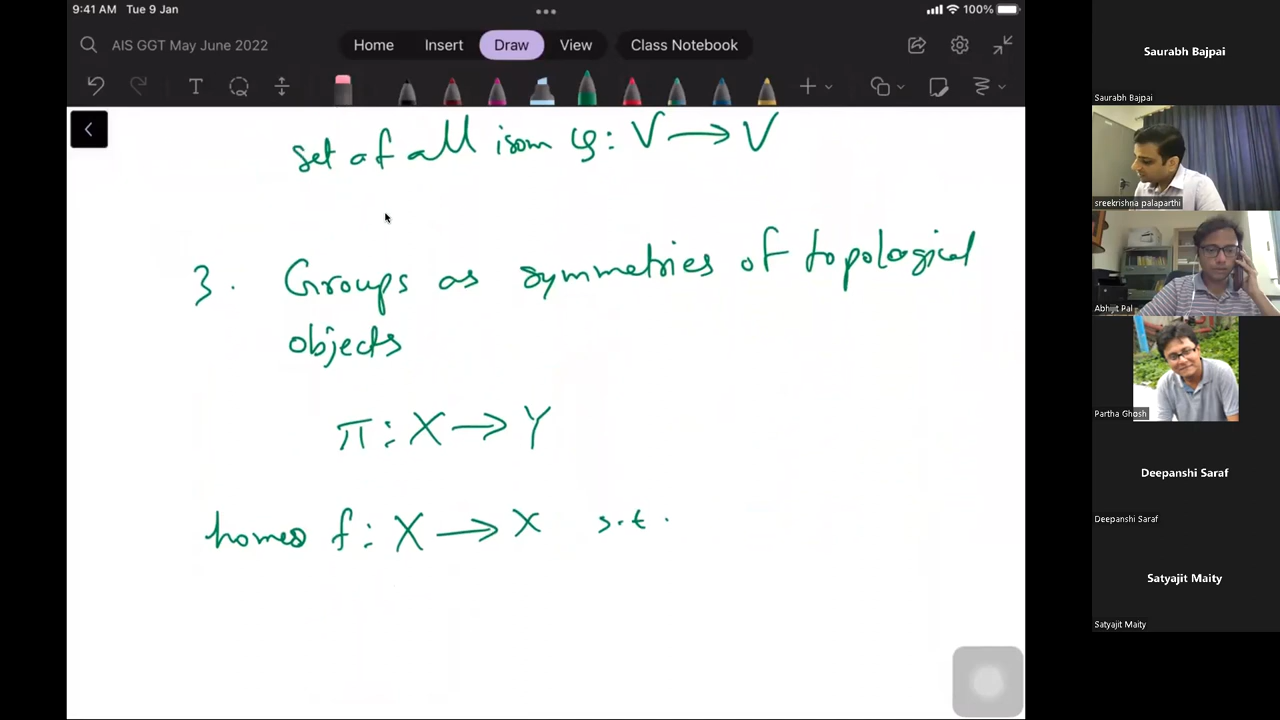 9:41 AM Tue 9 Jan
100%
AIS GGT May June 2022
Home Insert Draw View Class Notebook
T
set of all isom φ: V → V
3. Groups as symmetries of topological
objects
π: X → Y
homeo f: X → X s.t.
Saurabh Bajpai
Saurabh Bajpai
sreekrishna palaparthi
Abhijit Pal
Partha Ghosh
Deepanshi Saraf
Deepanshi Saraf
Satyajit Maity
Satyajit Maity